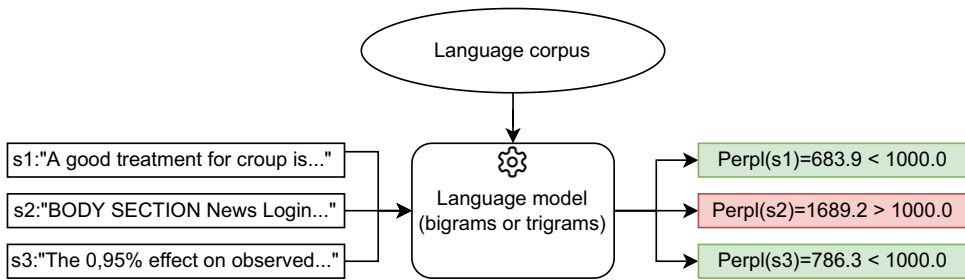 Language corpus
s1:"A good treatment for croup is..."
s2:"BODY SECTION News Login..."
s3:"The 0,95% effect on observed..."
Language model
(bigrams or trigrams)
Perpl(s1)=683.9 < 1000.0
Perpl(s2)=1689.2 > 1000.0
Perpl(s3)=786.3 < 1000.0